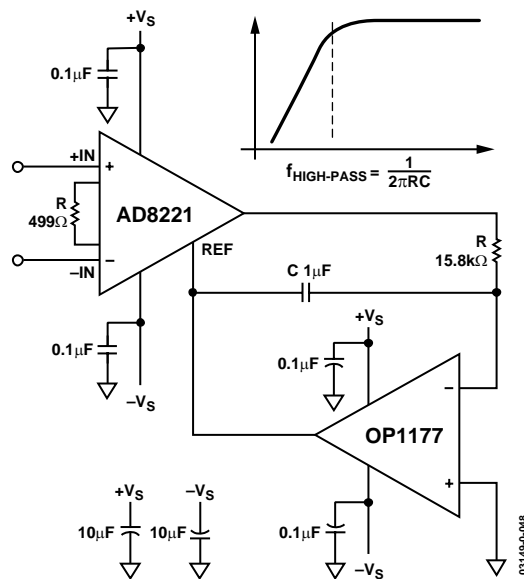 +VS
0.1µF
fHIGH-PASS = 1
2πRC
+IN
+
R
499Ω
AD8221
–IN
–
REF
R
15.8kΩ
C 1µF
0.1µF
–VS
+VS
0.1µF
–
OP1177
+
+VS
–VS
10µF
10µF
0.1µF
–VS
03149-0-048